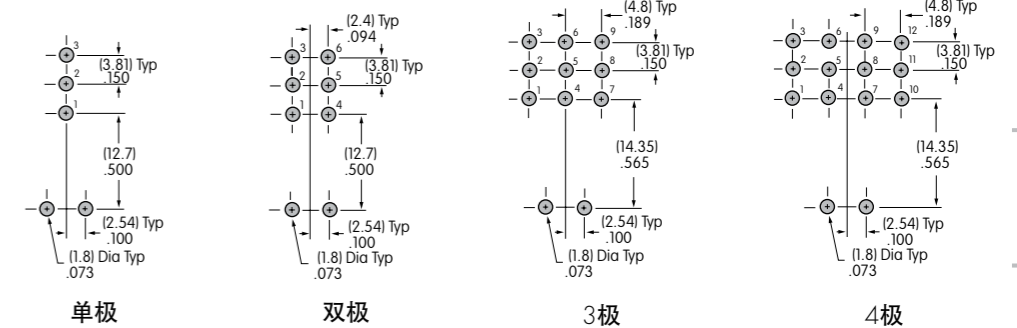 3
(3.81) Typ
.150
2
1
(12.7)
.500
(2.54) Typ
.100
(1.8) Dia Typ
.073
单极
(2.4) Typ
.094
3 6
(3.81) Typ
.150
2 5
1 4
(12.7)
.500
(2.54) Typ
.100
(1.8) Dia Typ
.073
双极
(4.8) Typ
.189
3 6 9
(3.81) Typ
.150
2 5 8
1 4 7
(14.35)
.565
(2.54) Typ
.100
(1.8) Dia Typ
.073
3极
(4.8) Typ
.189
3 6 9 12
(3.81) Typ
.150
2 5 8 11
1 4 7 10
(14.35)
.565
(2.54) Typ
.100
(1.8) Dia Typ
.073
4极